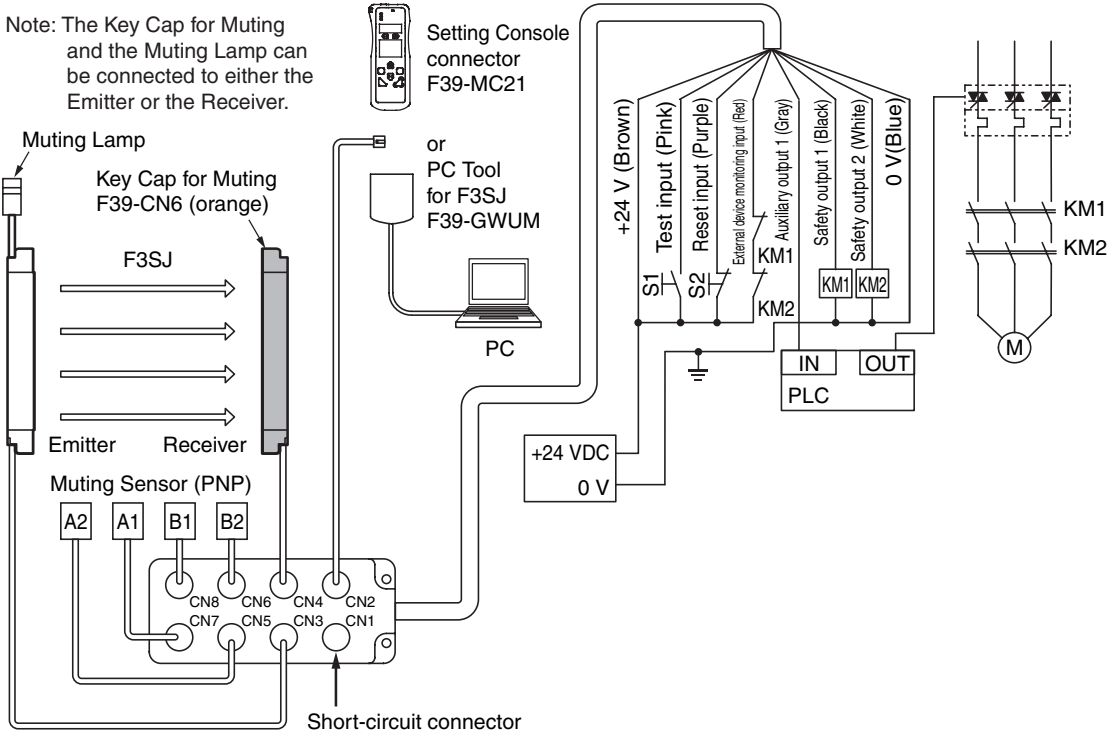 Note: The Key Cap for Muting
and the Muting Lamp can
be connected to either the
Emitter or the Receiver.
Setting Console
connector
F39-MC21
or
PC Tool
for F3SJ
F39-GWUM
PC
Muting Lamp
Key Cap for Muting
F39-CN6 (orange)
F3SJ
Emitter
Receiver
Muting Sensor (PNP)
A2
A1
B1
B2
CN8
CN6
CN4
CN2
CN7
CN5
CN3
CN1
Short-circuit connector
+24 V (Brown)
Test input (Pink)
Reset input (Purple)
External device monitoring input (Red)
Auxiliary output 1 (Gray)
Safety output 1 (Black)
Safety output 2 (White)
0 V(Blue)
S1
S2
KM1
KM2
KM1
KM2
IN
OUT
PLC
+24 VDC
0 V
KM1
KM2
M